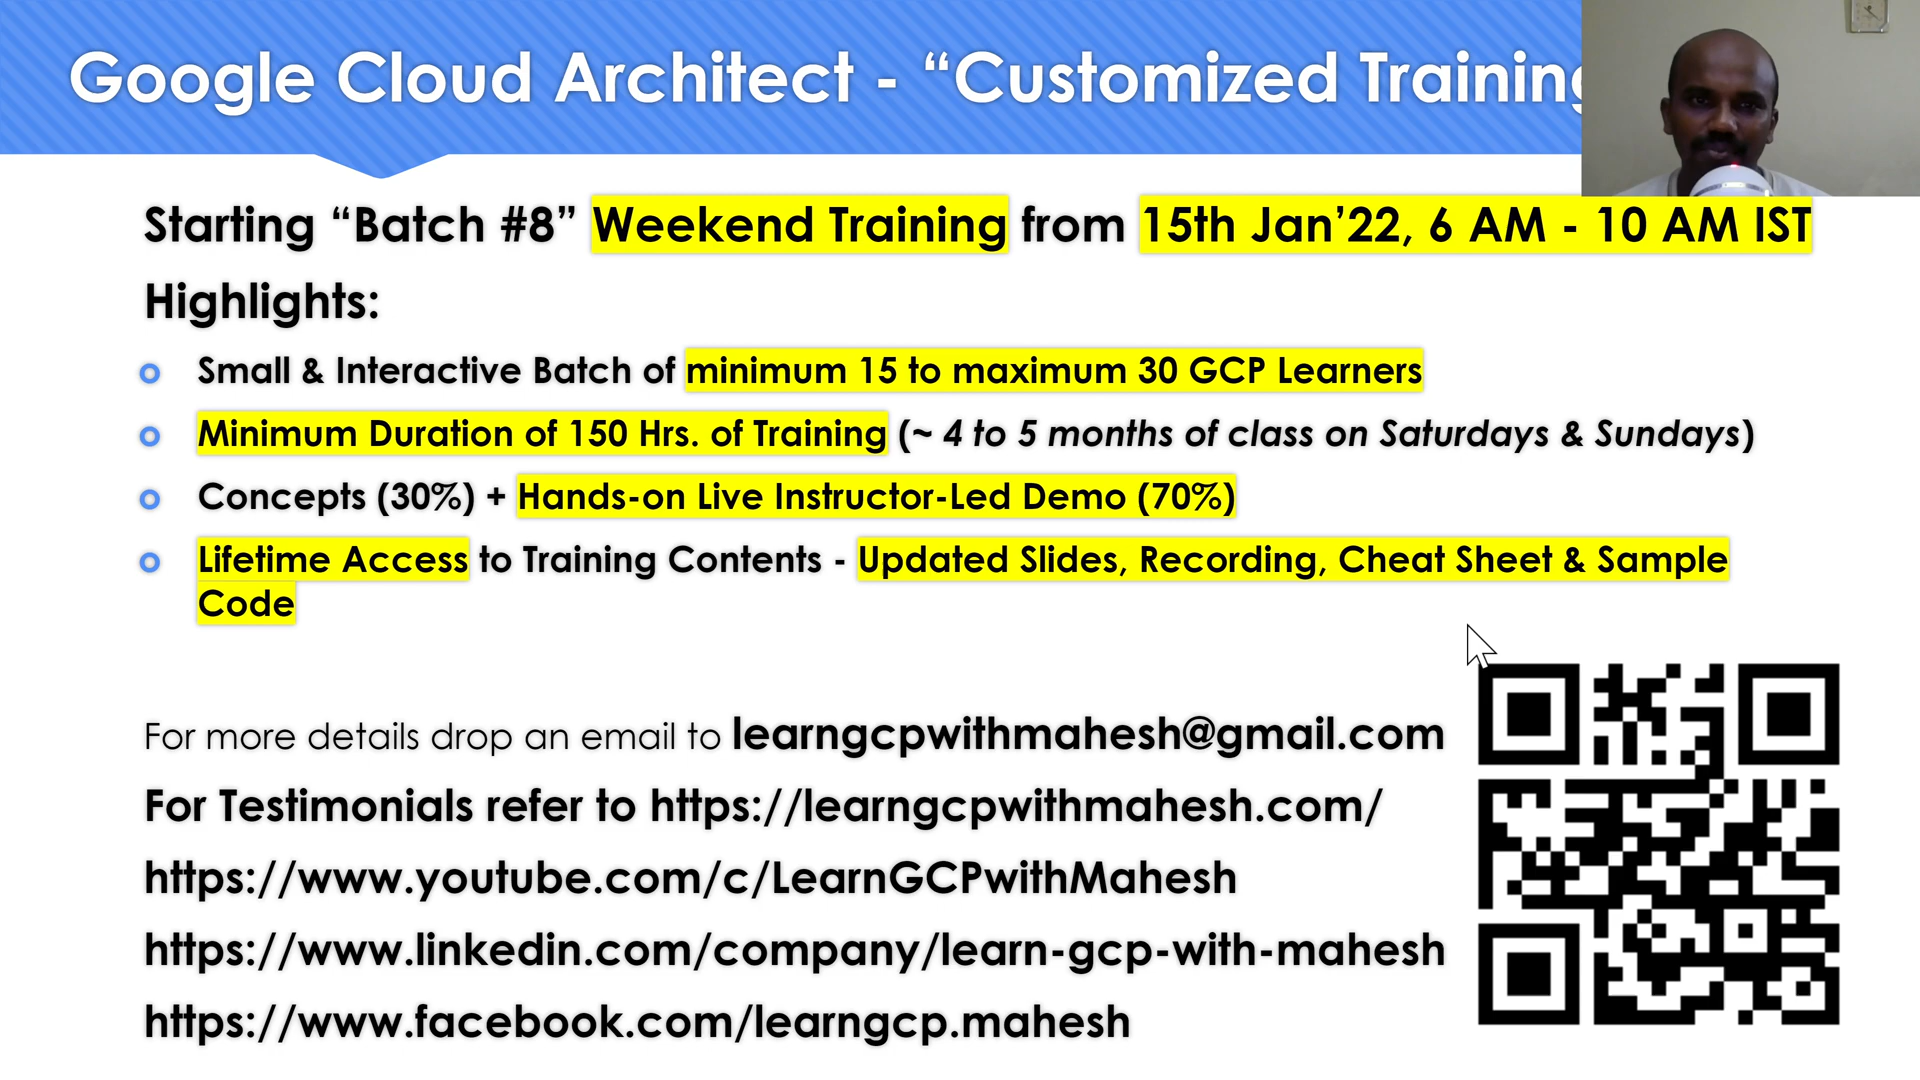 Google Cloud Architect - “Customized Training
Starting “Batch #8” Weekend Training from 15th Jan’22, 6 AM - 10 AM IST
Highlights:
Small & Interactive Batch of minimum 15 to maximum 30 GCP Learners
Minimum Duration of 150 Hrs. of Training (~ 4 to 5 months of class on Saturdays & Sundays)
Concepts (30%) + Hands-on Live Instructor-Led Demo (70%)
Lifetime Access to Training Contents - Updated Slides, Recording, Cheat Sheet & Sample
Code
For more details drop an email to learngcpwithmahesh@gmail.com
For Testimonials refer to https://learngcpwithmahesh.com/
https://www.youtube.com/c/LearnGCPwithMahesh
https://www.linkedin.com/company/learn-gcp-with-mahesh
https://www.facebook.com/learngcp.mahesh